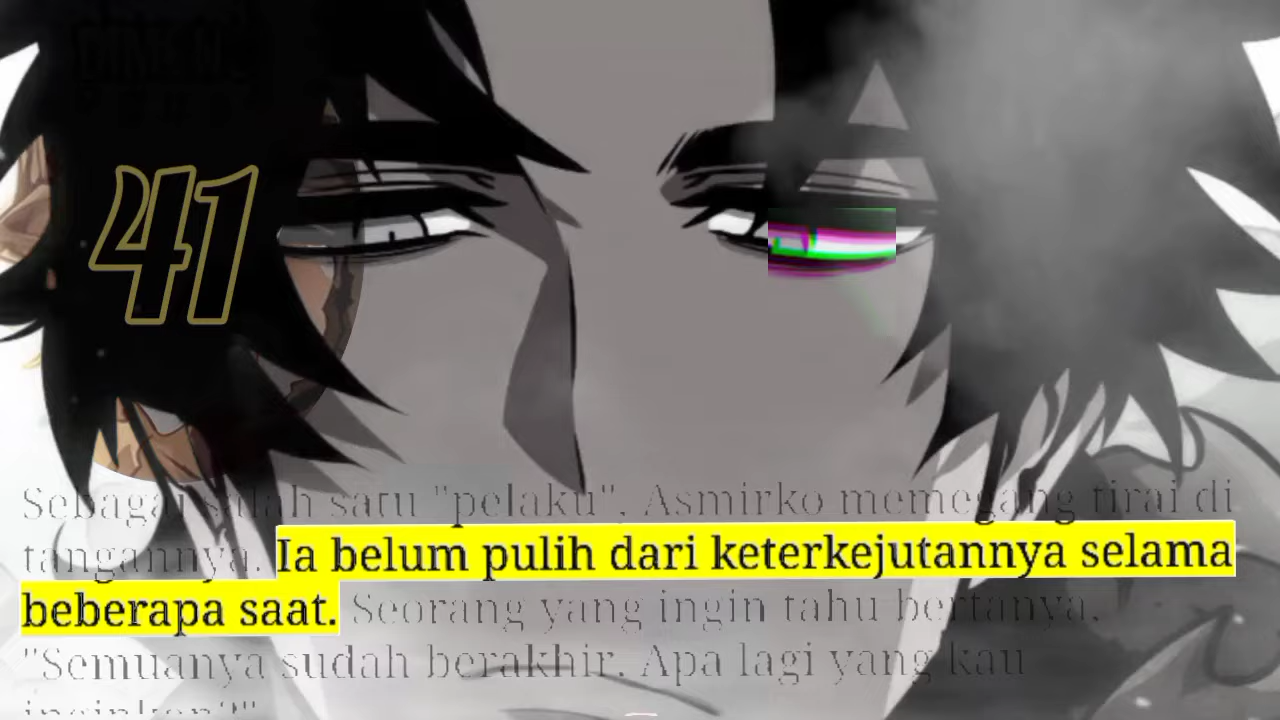 41
Sebagai salah satu "pelaku", Asmirko memegang tirai di
tangannya. Ia belum pulih dari keterkejutannya selama
beberapa saat. Seorang yang ingin tahu bertanya,
"Semuanya sudah berakhir. Apa lagi yang kau
inginkan?"